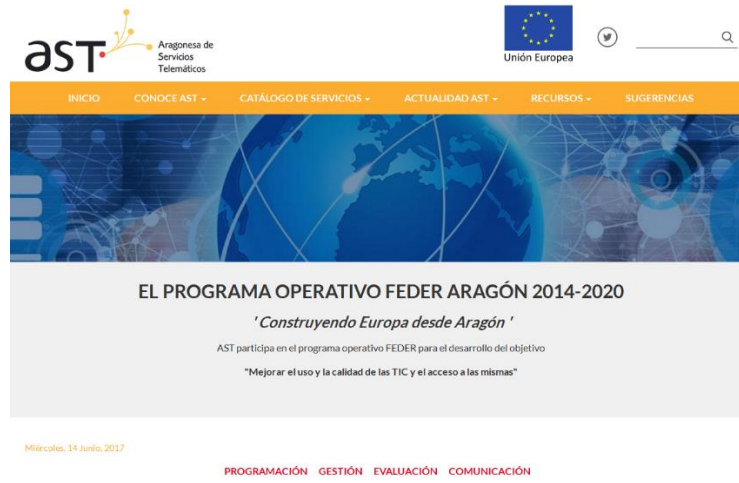 ast
Aragonesa de
Servicios
Telemáticos
Unión Europea
INICIO CONOCE AST CATÁLOGO DE SERVICIOS ACTUALIDAD AST RECURSOS SUGERENCIAS
EL PROGRAMA OPERATIVO FEDER ARAGÓN 2014-2020
' Construyendo Europa desde Aragón '
AST participa en el programa operativo FEDER para el desarrollo del objetivo
"Mejorar el uso y la calidad de las TIC y el acceso a las mismas"
Miércoles, 14 Junio, 2017
PROGRAMACIÓN GESTIÓN EVALUACIÓN COMUNICACIÓN